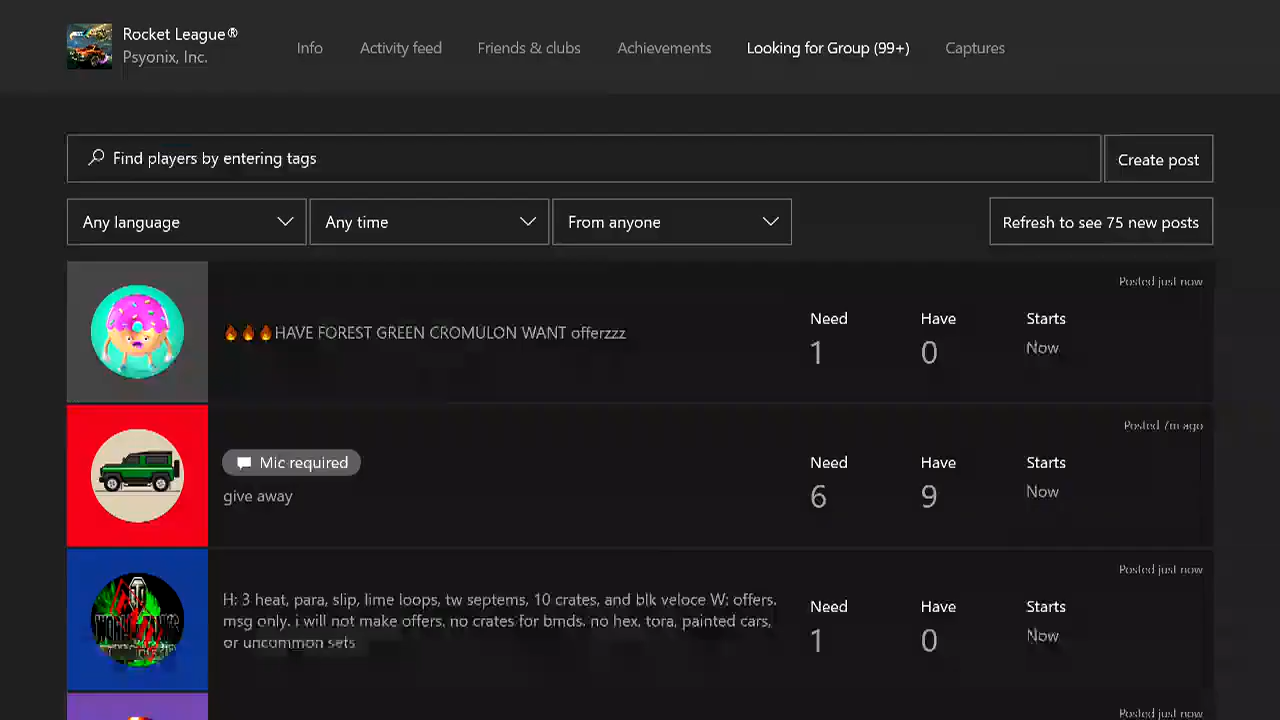 Rocket League®
Psyonix, Inc.
Info Activity feed Friends & clubs Achievements Looking for Group (99+) Captures
Find players by entering tags
Create post
Any language Any time From anyone Refresh to see 75 new posts
Posted just now
🔥🔥🔥HAVE FOREST GREEN CROMULON WANT offerzzz
Need Have Starts
1 0 Now
Posted 7m ago
Mic required
give away
Need Have Starts
6 9 Now
Posted just now
H: 3 heat, para, slip, lime loops, tw septems, 10 crates, and blk veloce W: offers.
msg only. i will not make offers. no crates for bmds. no hex, tora, painted cars,
or uncommon sets
Need Have Starts
1 0 Now
Posted just now